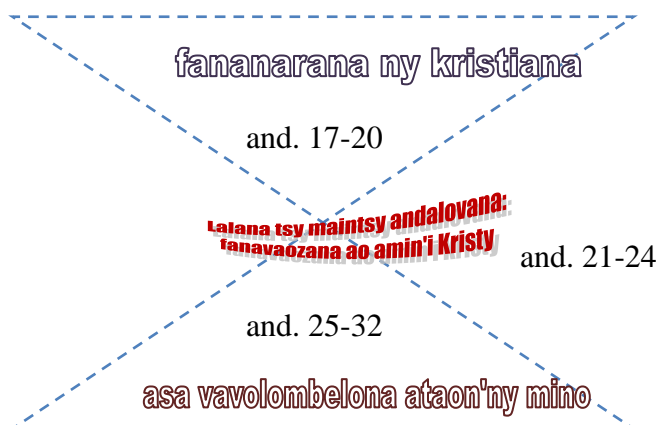 fananarana ny kristiana
and. 17-20
Lalana tsy maintsy andalovana:
fanavaozana ao amin'i Kristy
and. 21-24
and. 25-32
asa vavolombelona ataon'ny mino